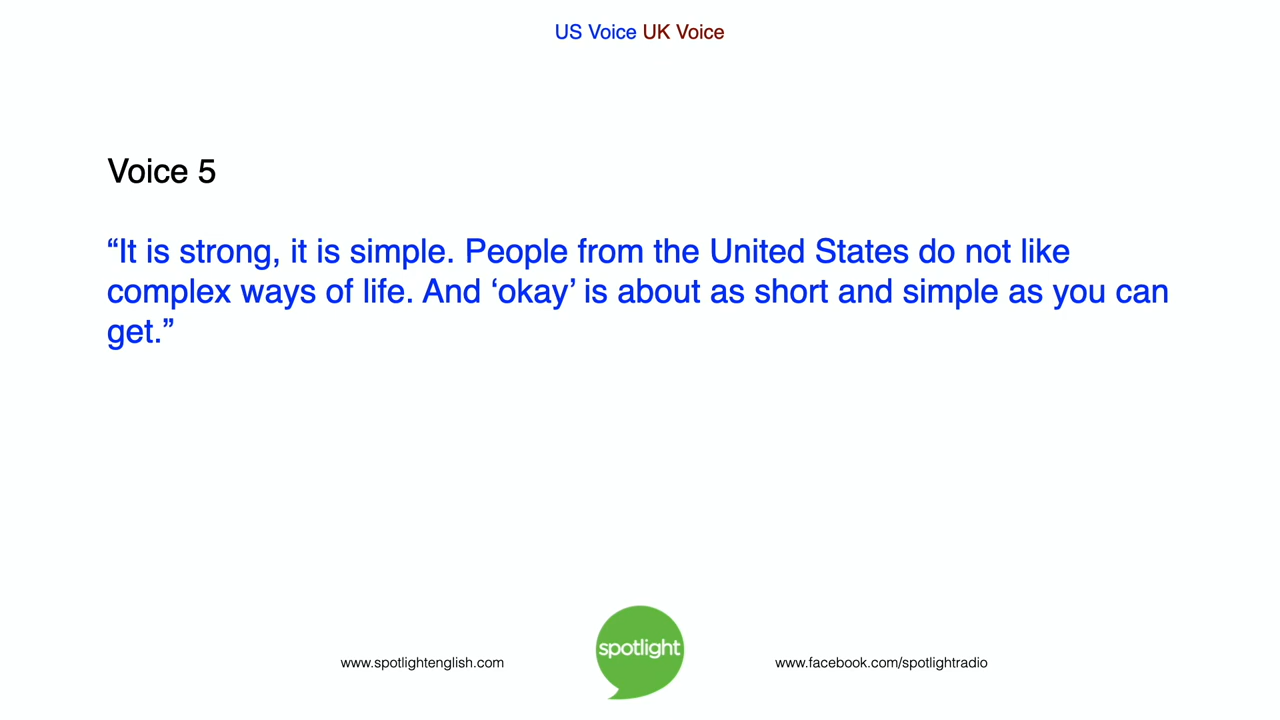 US Voice UK Voice
Voice 5
“It is strong, it is simple. People from the United States do not like
complex ways of life. And ‘okay’ is about as short and simple as you can
get.”
spotlight
www.spotlightenglish.com
www.facebook.com/spotlightradio